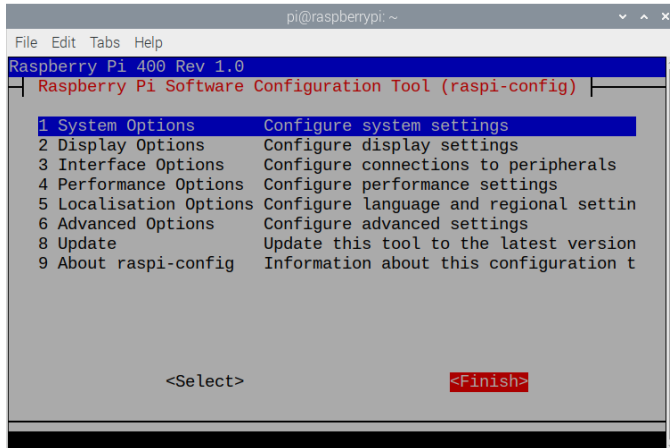 pi@raspberrypi: ~
File Edit Tabs Help
Raspberry Pi 400 Rev 1.0
Raspberry Pi Software Configuration Tool (raspi-config)
1 System Options Configure system settings
2 Display Options Configure display settings
3 Interface Options Configure connections to peripherals
4 Performance Options Configure performance settings
5 Localisation Options Configure language and regional settin
6 Advanced Options Configure advanced settings
8 Update Update this tool to the latest version
9 About raspi-config Information about this configuration t
<Select> <Finish>